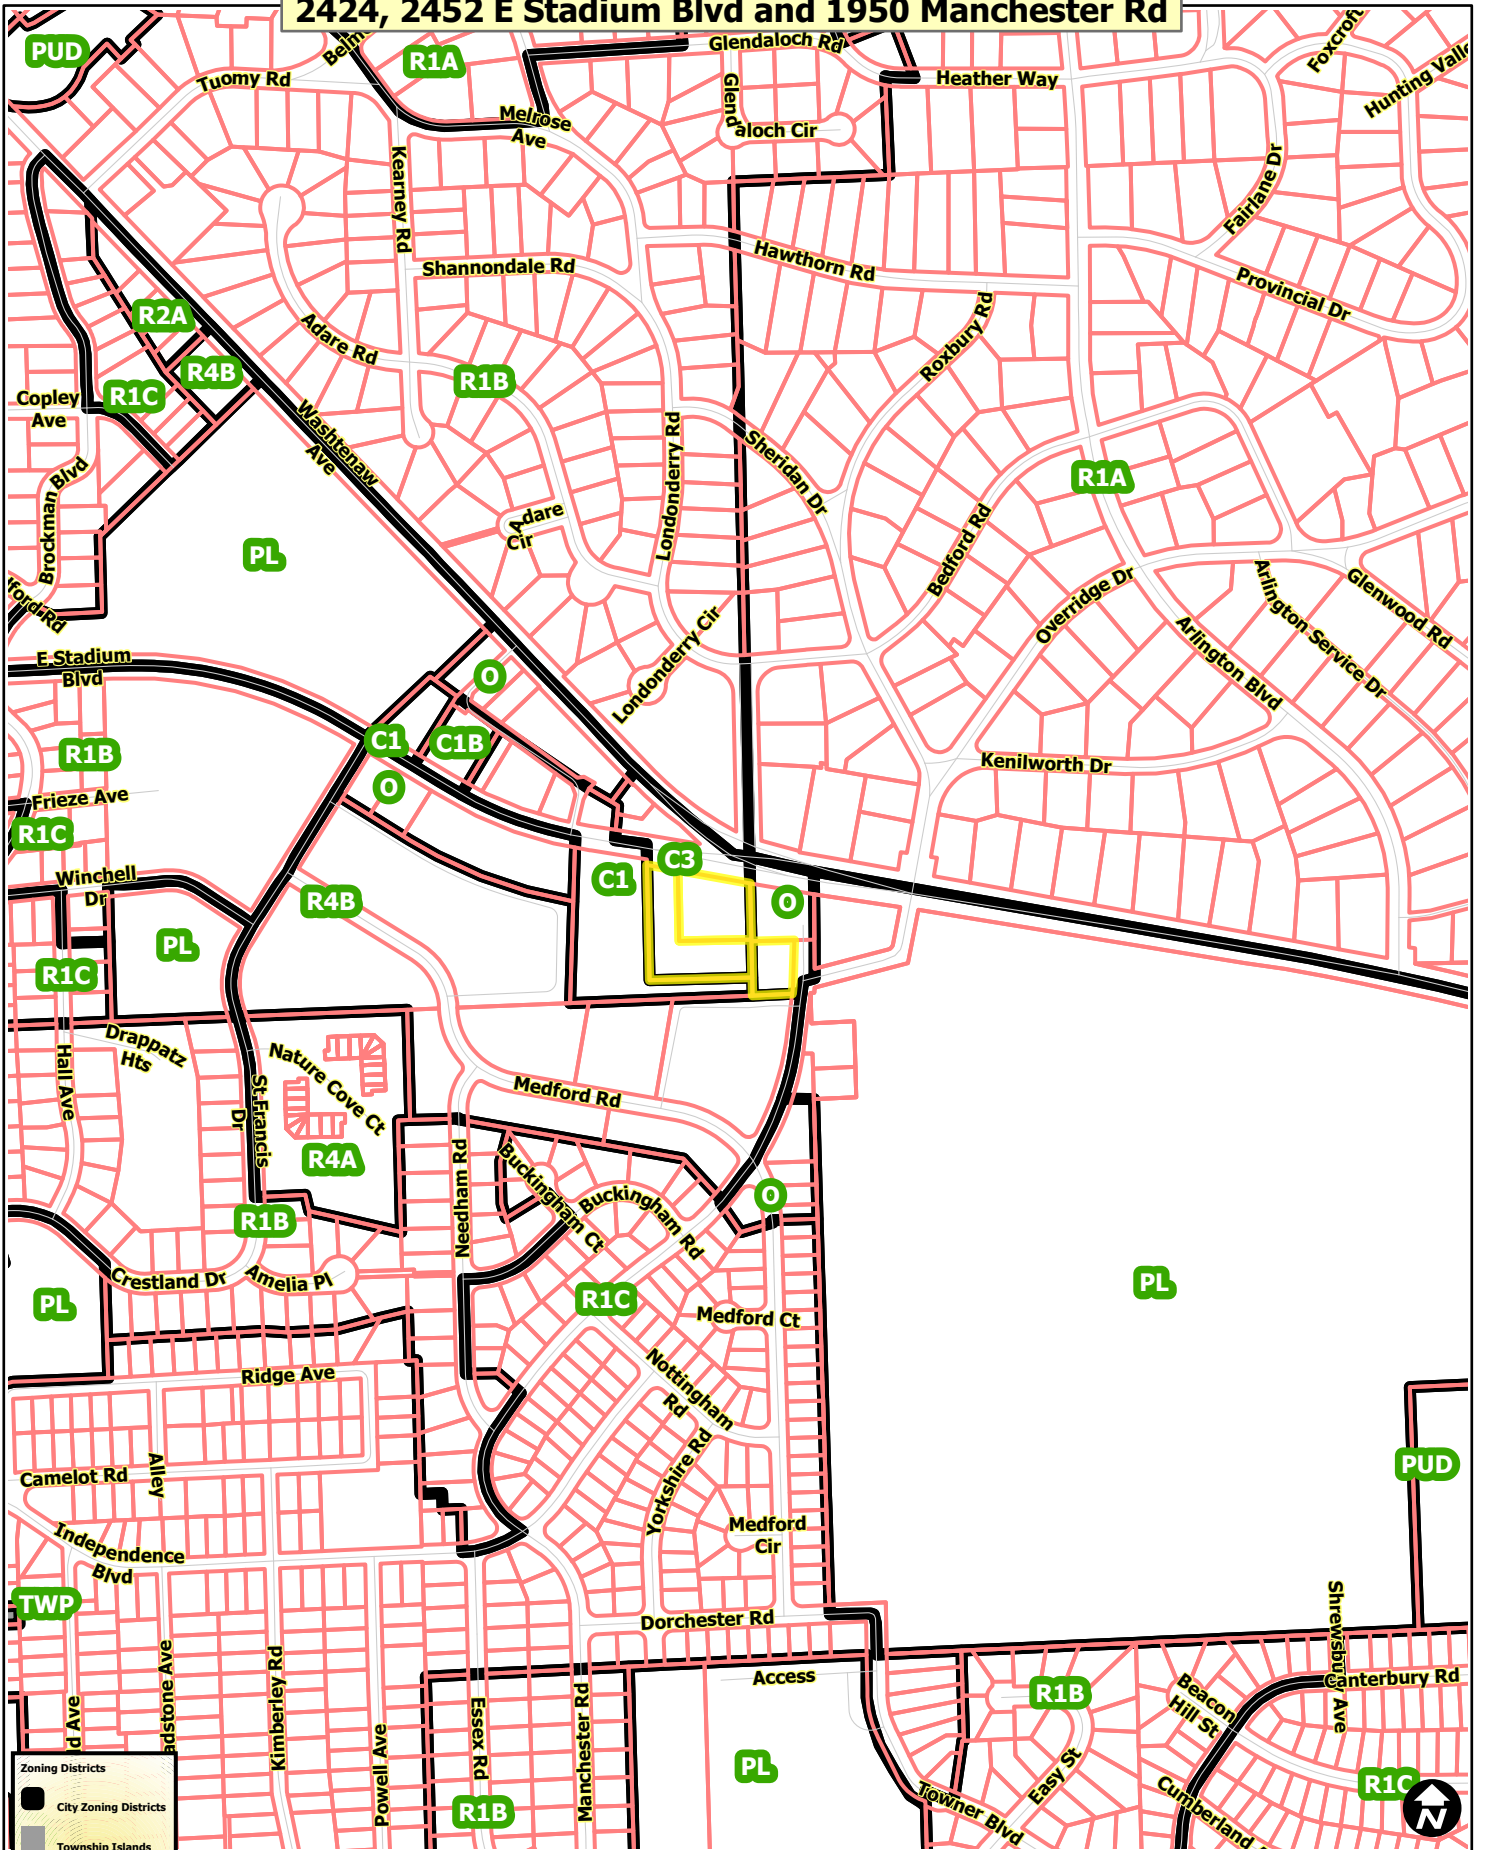 2424, 2452 E Stadium Blvd and 1950 Manchester Rd
PUD
Tuomy Rd
R1A
Glendaloch Rd
Heather Way
Foxcroft
Melrose
Ave
Glend
aloch Cir
Kearney Rd
Fairlane Dr
Shannondale Rd
Hawthorn Rd
Provincial Dr
R2A
Adare Rd
Roxbury Rd
R4B
R1B
Copley
Ave
R1C
Washtenaw
Ave
Londonderry Rd
Sheridan Dr
R1A
Brockman Blvd
Adare
Cir
Bedford Rd
PL
Overridge Dr
Arlington Service Dr
Glenwood Rd
Londonderry Cir
Arlington Blvd
E Stadium
Blvd
O
C1
C1B
R1B
Kenilworth Dr
O
Frieze Ave
R1C
C3
C1
Winchell
Dr
R4B
O
PL
R1C
Drappatz
Hts
Nature Cove Ct
Hall Ave
St Francis
Dr
Medford Rd
R4A
Needham Rd
Buckingham Ct
Buckingham Rd
O
R1B
Crestland Dr
Amelia Pl
PL
PL
R1C
Medford Ct
Ridge Ave
Nottingham
Rd
Camelot Rd
Alley
Yorkshire Rd
PUD
Medford
Cir
Independence
Blvd
TWP
Dorchester Rd
Shrewsbury Ave
Access
Canterbury Rd
R1B
Beacon
Hill St
Kimberley Rd
Powell Ave
Essex Rd
Manchester Rd
PL
Easy St
R1B
Towner Blvd
Cumberland
R1C
Zoning Districts
City Zoning Districts
Township Islands
N